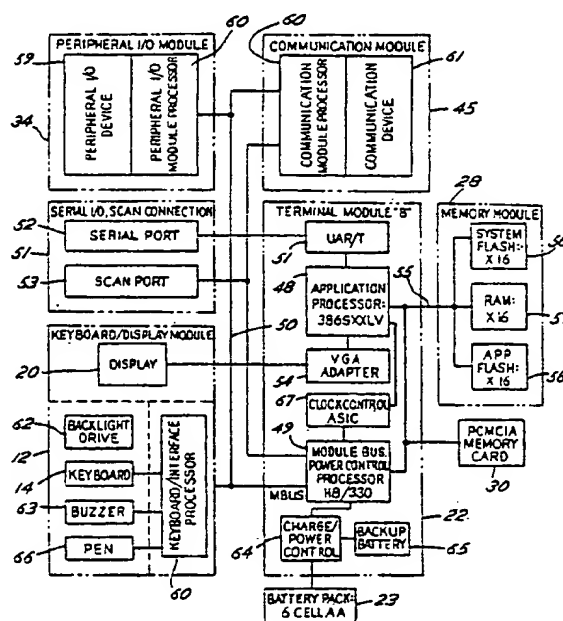 60
60
PERIPHERAL I/O MODULE
COMMUNICATION MODULE
59
61
PERIPHERAL I/O
DEVICE
PERIPHERAL I/O
MODULE PROCESSOR
COMMUNICATION
MODULE PROCESSOR
COMMUNICATION
DEVICE
34
45
28
SERIAL I/O, SCAN CONNECTION
TERMINAL MODULE "B"
MEMORY MODULE
52
SERIAL PORT
UAR/T
SYSTEM
FLASH:
X 16
51
51
55
53
SCAN PORT
48
APPLICATION
PROCESSOR:
386SXXLV
RAM:
X16
50
KEYBOARD/DISPLAY MODULE
20
DISPLAY
VGA
ADAPTER
APP
FLASH:
X 16
54
67
CLOCK CONTROL
ASIC
62
BACKLIGHT
DRIVE
49
12
KEYBOARD/INTERFACE
PROCESSOR
MODULE BUS,
POWER CONTROL
PROCESSOR
H8/330
PCMCIA
MEMORY
CARD
14
KEYBOARD
30
MBUS
63
BUZZER
22
66
PEN
64
CHARGE/
POWER
CONTROL
BACKUP
BATTERY
65
60
BATTERY PACK:
6 CELL AA
23